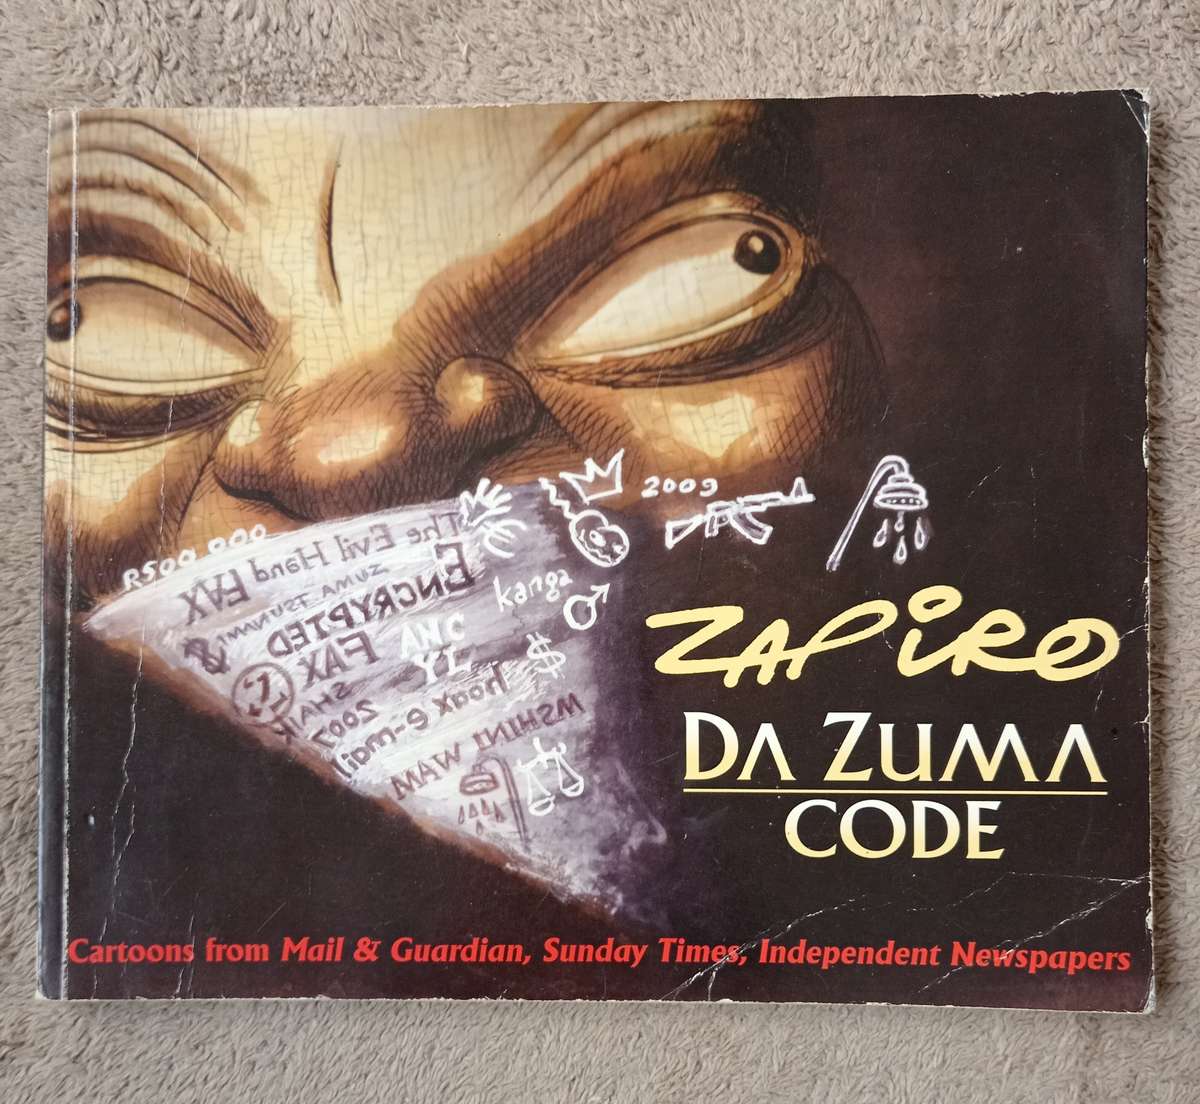 2009
R500 000
The Evil Hand FAX
ZUMA
ENCRYPTED
FAX
ANC
YL
kanga
$
2007
hoax e-mail
MSHINI WAM
ZAPIRO
DA ZUMA
CODE
Cartoons from Mail & Guardian, Sunday Times, Independent Newspapers